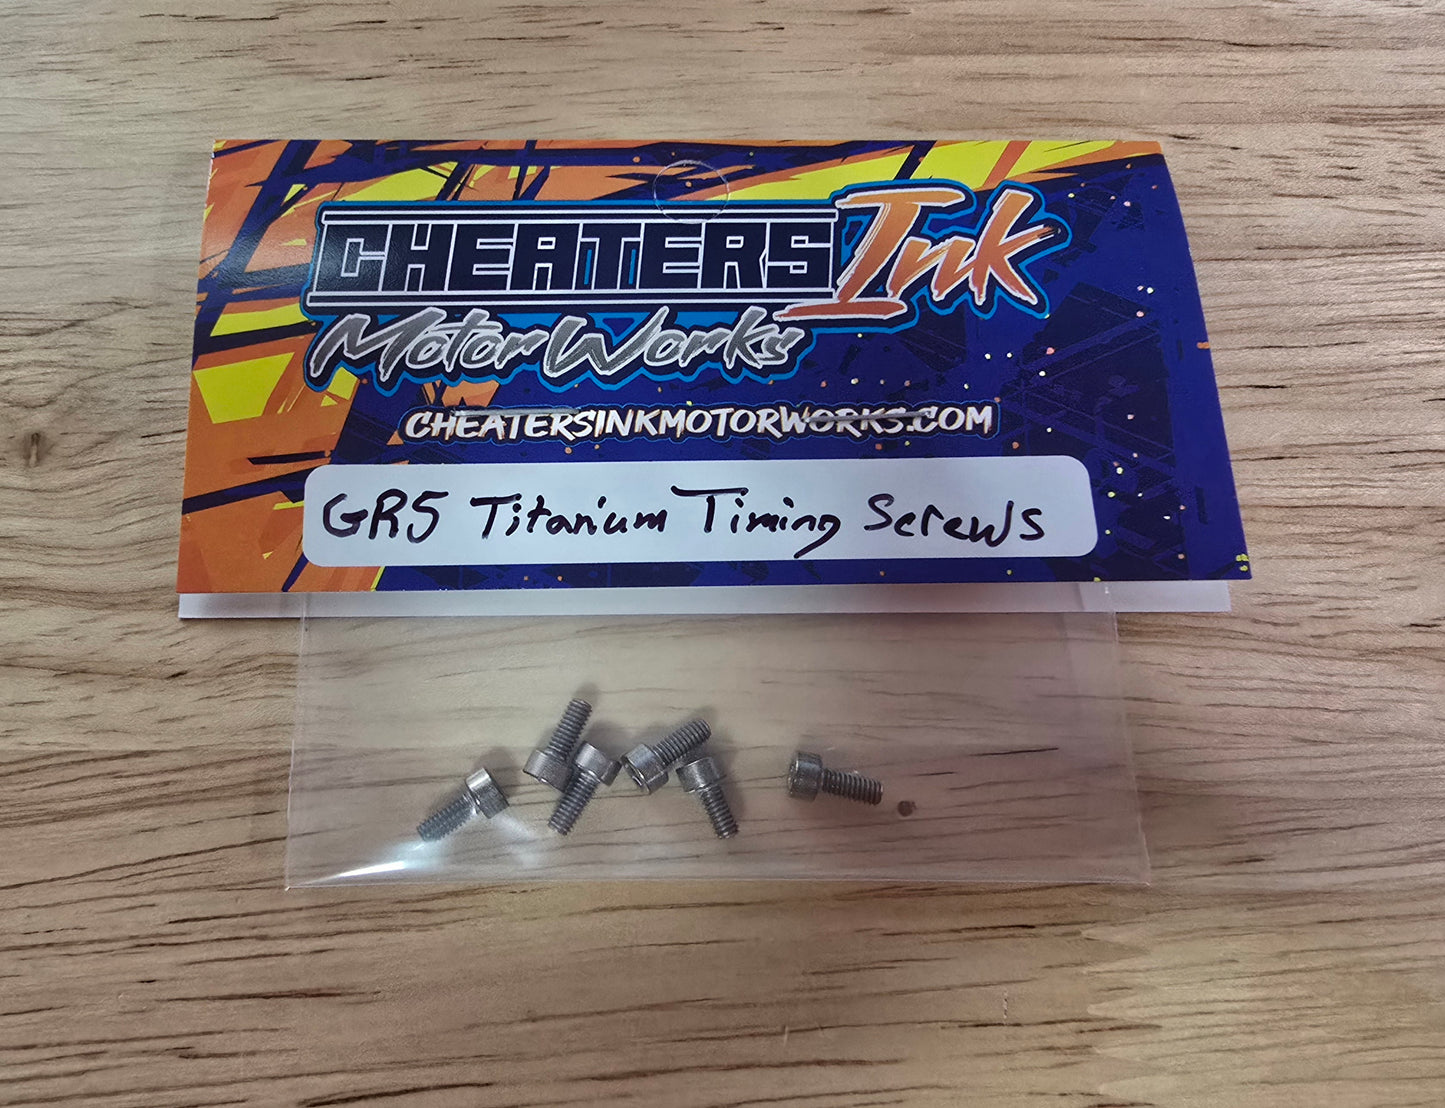 CHEATERS Ink
MotorWorks
CHEATERSINKMOTORWORKS.COM
GR5 Titanium Timing Screws